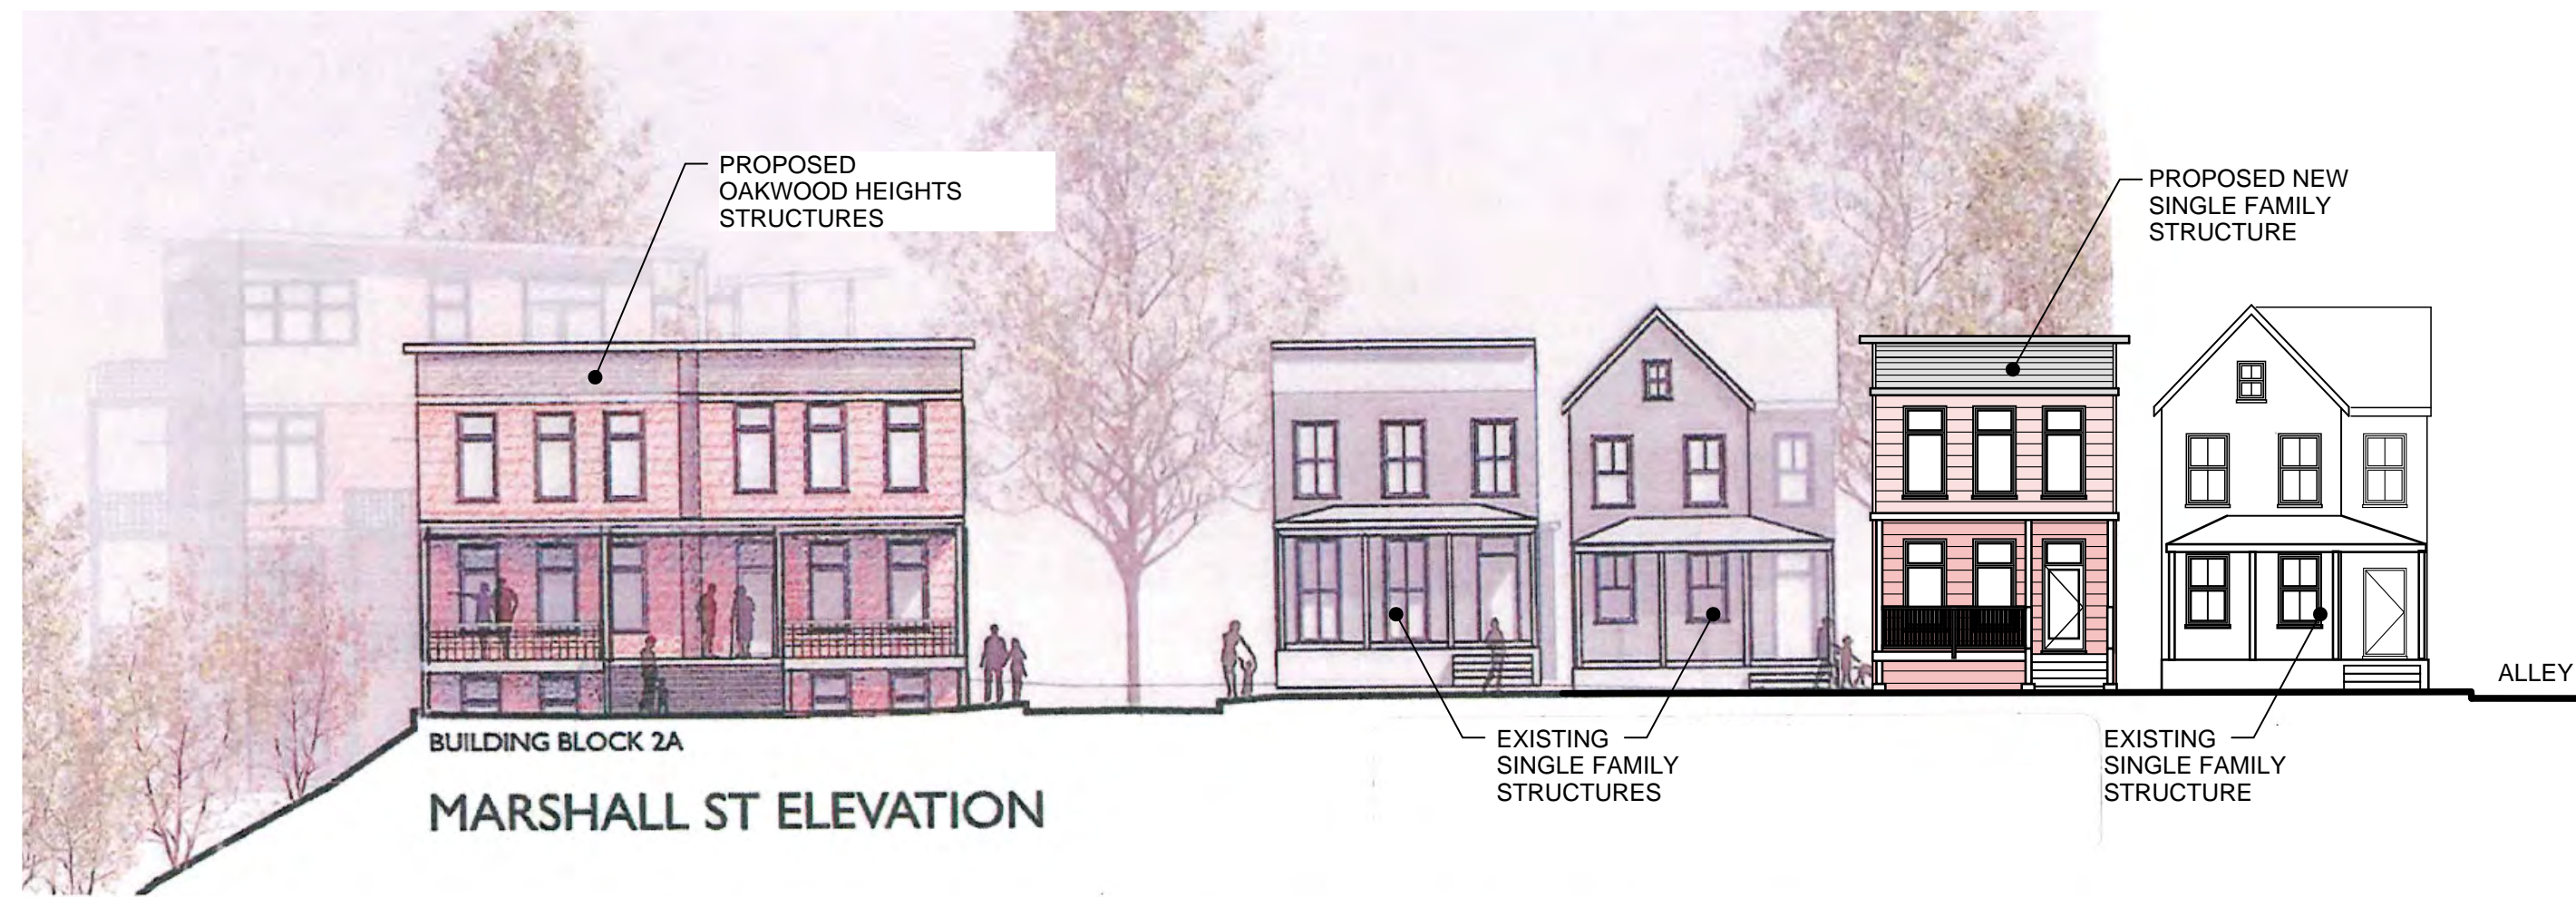 PROPOSED
OAKWOOD HEIGHTS
STRUCTURES
PROPOSED NEW
SINGLE FAMILY
STRUCTURE
ALLEY
BUILDING BLOCK 2A
MARSHALL ST ELEVATION
EXISTING
SINGLE FAMILY
STRUCTURES
EXISTING
SINGLE FAMILY
STRUCTURE